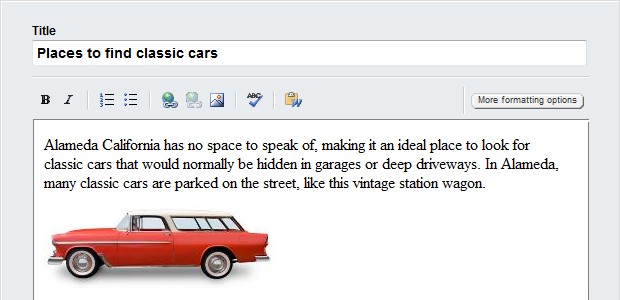 Title
Places to find classic cars
B I ABC
More formatting options
Alameda California has no space to speak of, making it an ideal place to look for
classic cars that would normally be hidden in garages or deep driveways. In Alameda,
many classic cars are parked on the street, like this vintage station wagon.